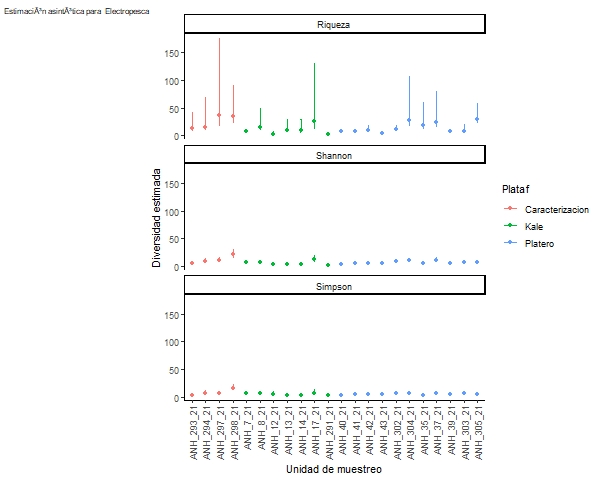 EstimaciÃ³n asintÃ³tica para  Electropesca
Riqueza
150
100
50
0
Shannon
150
100
50
0
Simpson
150
100
50
0
Diversidad estimada
ANH_293_21
ANH_294_21
ANH_297_21
ANH_298_21
ANH_7_21
ANH_8_21
ANH_12_21
ANH_13_21
ANH_14_21
ANH_17_21
ANH_291_21
ANH_40_21
ANH_41_21
ANH_42_21
ANH_43_21
ANH_302_21
ANH_304_21
ANH_35_21
ANH_37_21
ANH_39_21
ANH_303_21
ANH_305_21
Unidad de muestreo
Plataf
Caracterizacion
Kale
Platero